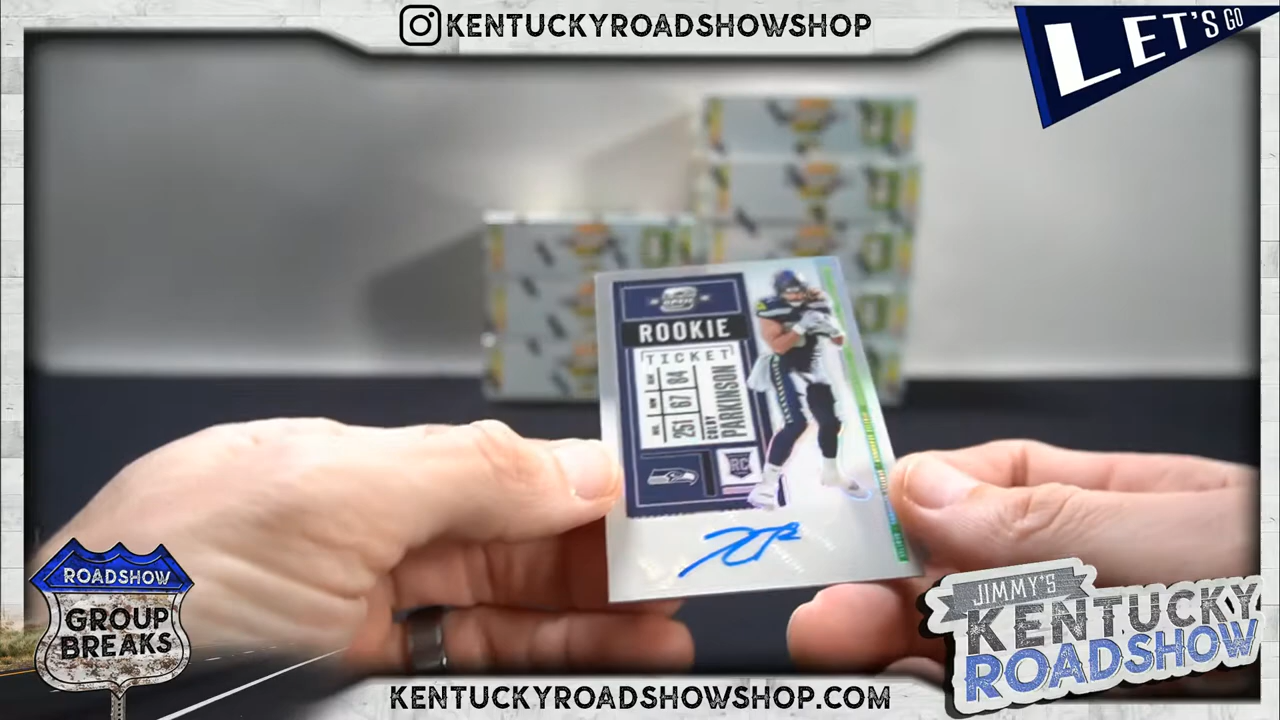 KENTUCKYROADSHOWSHOP
LET'S GO
ROOKIE
TICKET
251 67 84
COLBY
PARKINSON
RC
ROADSHOW
GROUP
BREAKS
JIMMY'S
KENTUCKY
ROADSHOW
KENTUCKYROADSHOWSHOP.COM